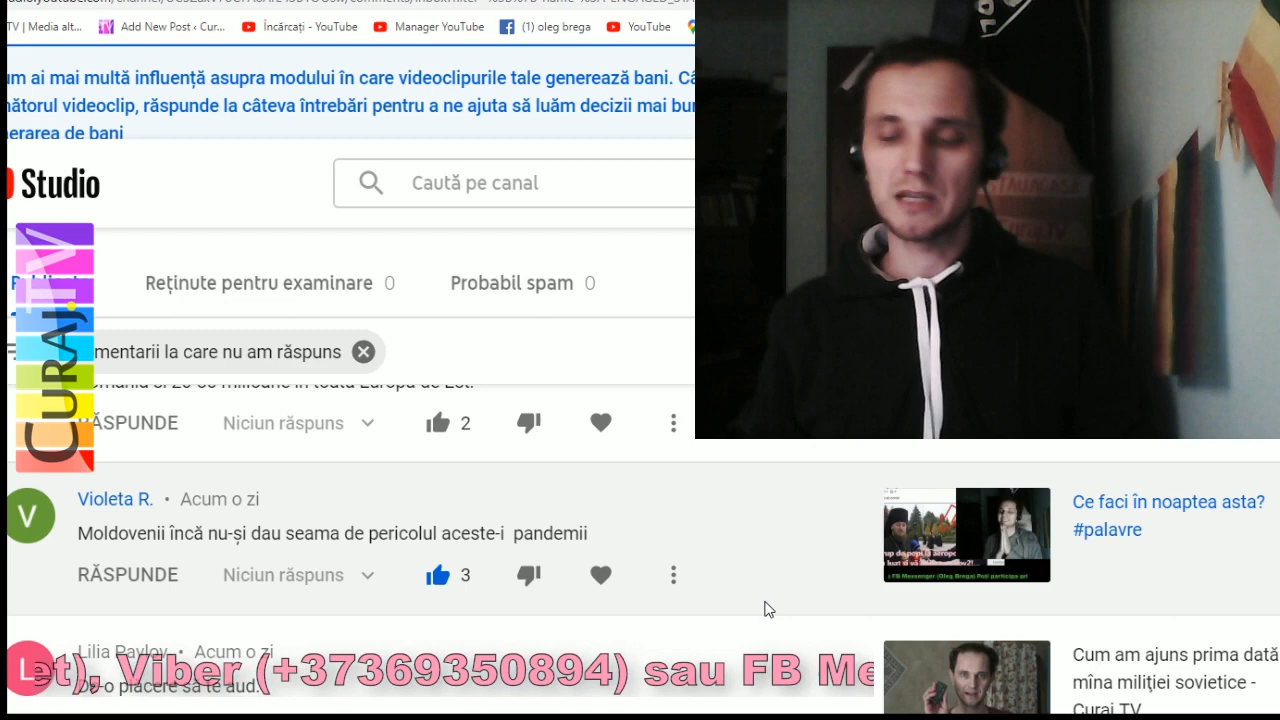 TV | Media alt... Add New Post ‹ Cur... Încărcați - YouTube Manager YouTube (1) oleg brega YouTube
um ai mai multă influență asupra modului în care videoclipurile tale generează bani. Câ
nătorul videoclip, răspunde la câteva întrebări pentru a ne ajuta să luăm decizii mai bun
nerarea de bani
Studio
Caută pe canal
Reținute pentru examinare 0
Probabil spam 0
CURAJ.TV
mentarii la care nu am răspuns
RĂSPUNDE Niciun răspuns 2
V
Violeta R. • Acum o zi
Moldovenii încă nu-și dau seama de pericolul aceste-i pandemii
RĂSPUNDE Niciun răspuns 3
Ce faci în noaptea asta?
#palavre
L
Lilia Pavlov • Acum o zi
De-o plăcere să te aud.
et), Viber (+37369350894) sau FB Me
Cum am ajuns prima dată
mîna miliției sovietice -
Curaj.TV